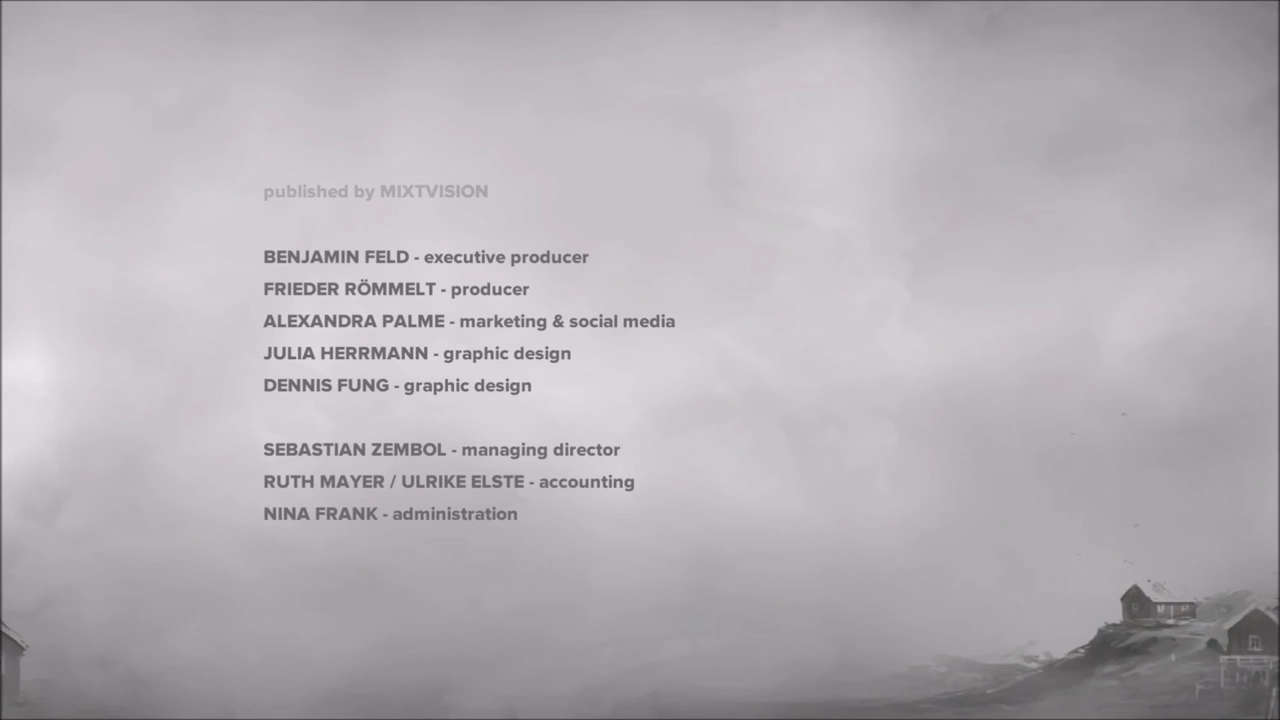 published by MIXTVISION
BENJAMIN FELD - executive producer
FRIEDER RÖMMELT - producer
ALEXANDRA PALME - marketing & social media
JULIA HERRMANN - graphic design
DENNIS FUNG - graphic design
SEBASTIAN ZEMBOL - managing director
RUTH MAYER / ULRIKE ELSTE - accounting
NINA FRANK - administration